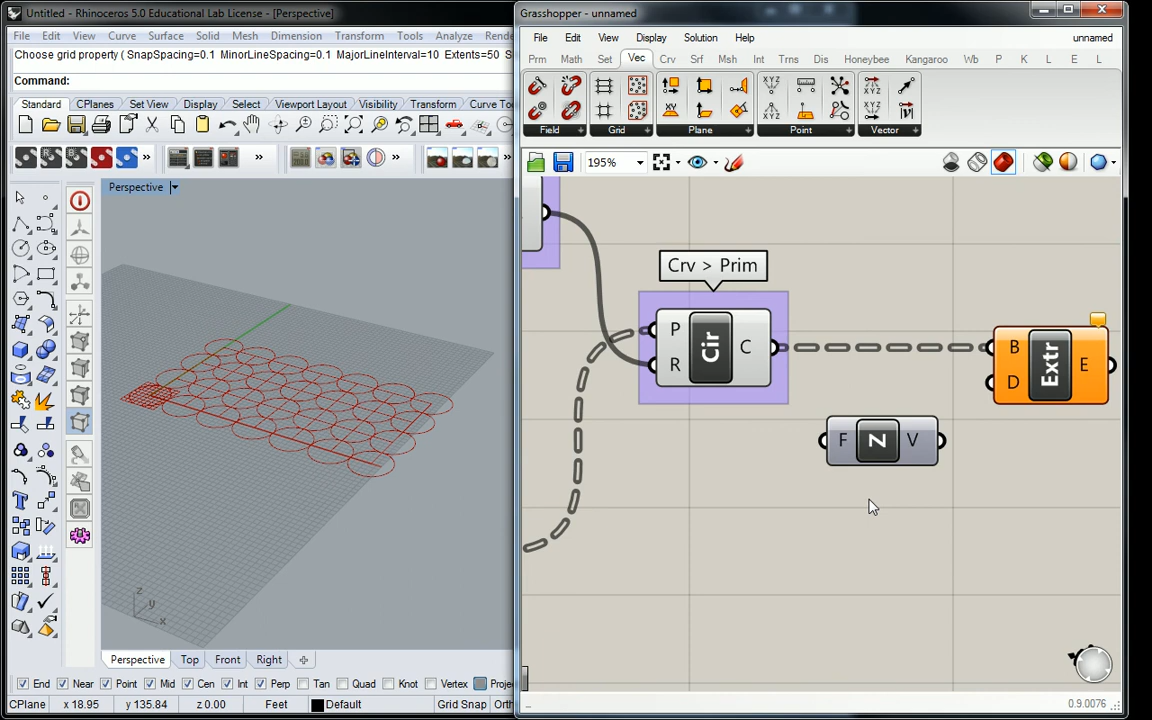 Untitled - Rhinoceros 5.0 Educational Lab License - [Perspective]
File Edit View Curve Surface Solid Mesh Dimension Transform Tools Analyze
Choose grid property ( SnapSpacing=0.1 MinorLineSpacing=0.1 MajorLineInterval=10 Extents=50
Command:
Standard CPlanes Set View Display Select Viewport Layout Visibility Transform Curve
Perspective
z
y
x
Perspective Top Front Right
End Near Point Mid Cen Int Perp Tan Quad Knot Vertex
CPlane x 18.95 y 135.84 z 0.00 Feet Default Grid Snap
Grasshopper - unnamed
File Edit View Display Solution Help unnamed
Prm Math Set Vec Crv Srf Msh Int Trns Dis Honeybee Kangaroo Wb P K L E L
Field Grid Plane Point Vector
195%
Crv > Prim
P R Cir C
B D Extr E
F Z V
0.9.0076